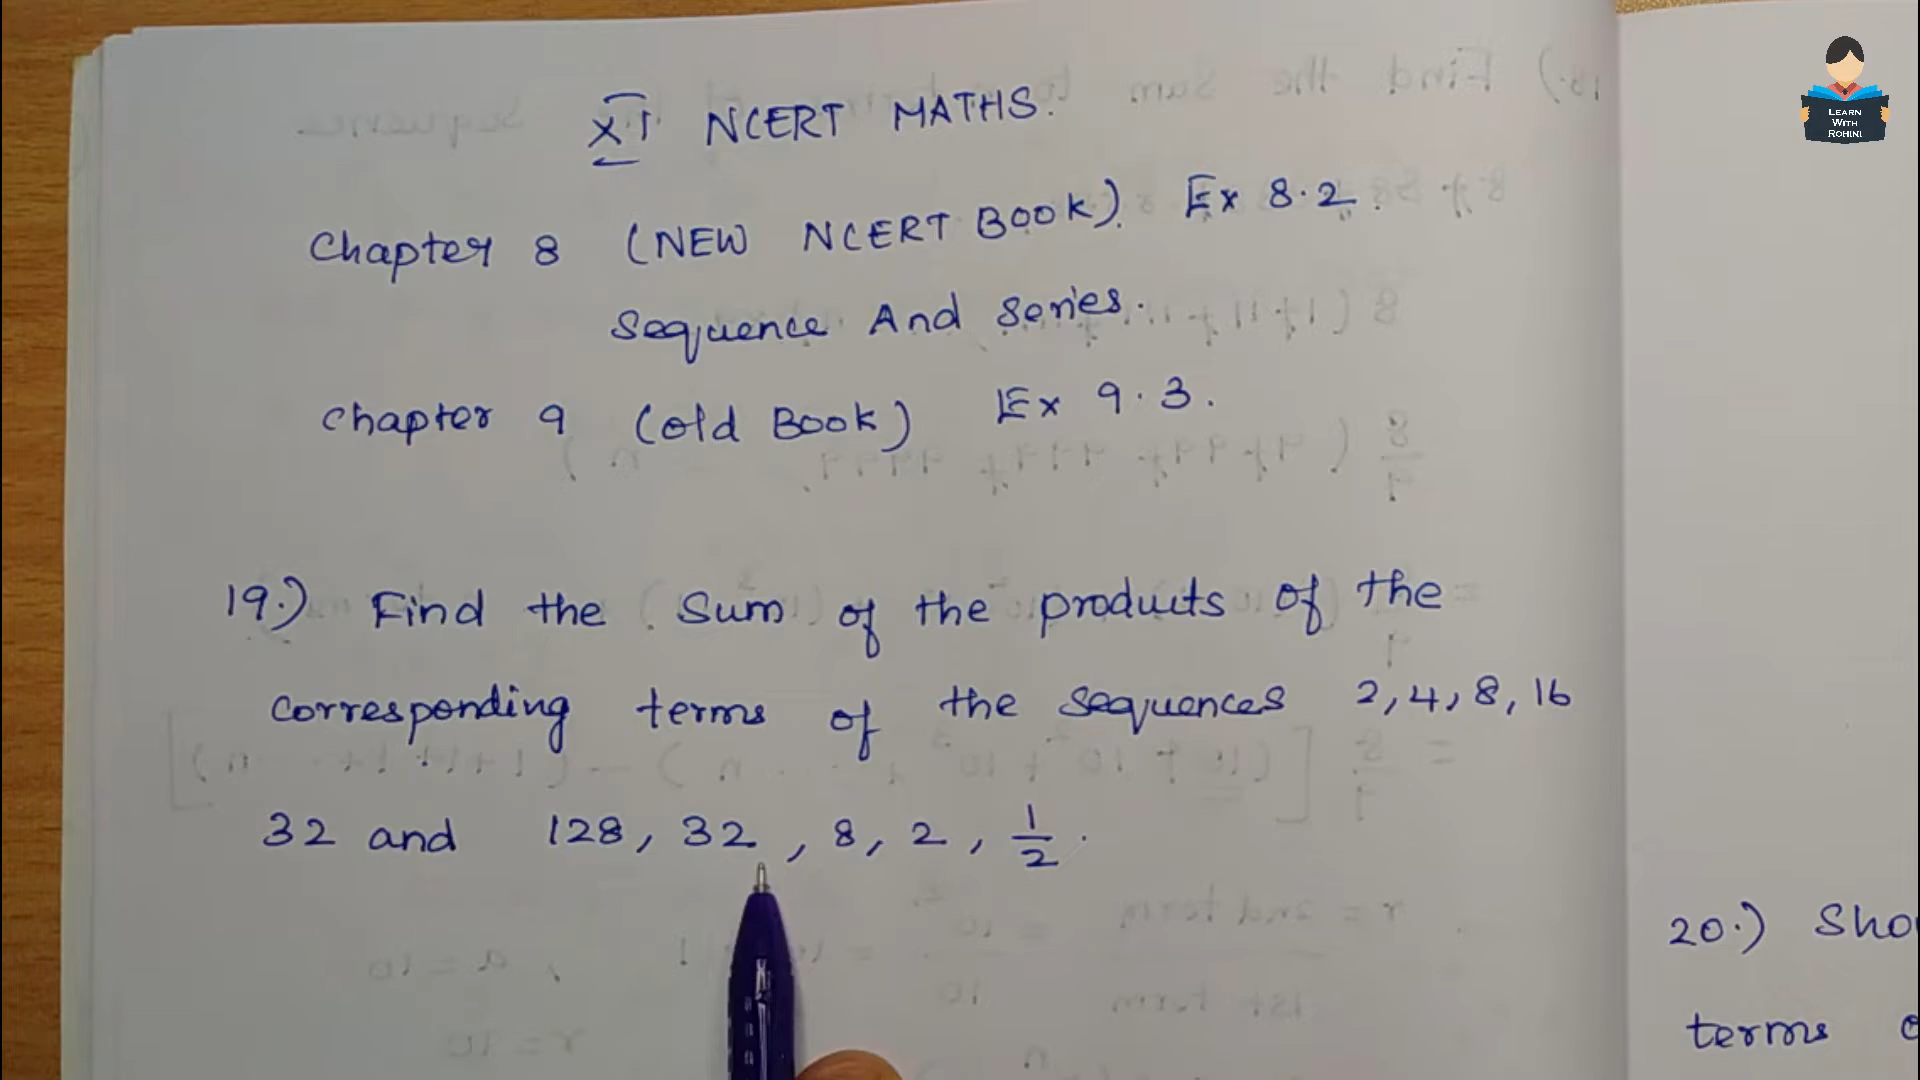 XI NCERT MATHS.
Chapter 8 (NEW NCERT BOOK) Ex 8.2.
Sequence And Series.
Chapter 9 (Old Book) Ex 9.3.
19.) Find the Sum of the products of the
corresponding terms of the sequences 2, 4, 8, 16
32 and 128, 32, 8, 2, 1/2.
20.) Sho
terms
LEARN
WITH
ROHINI